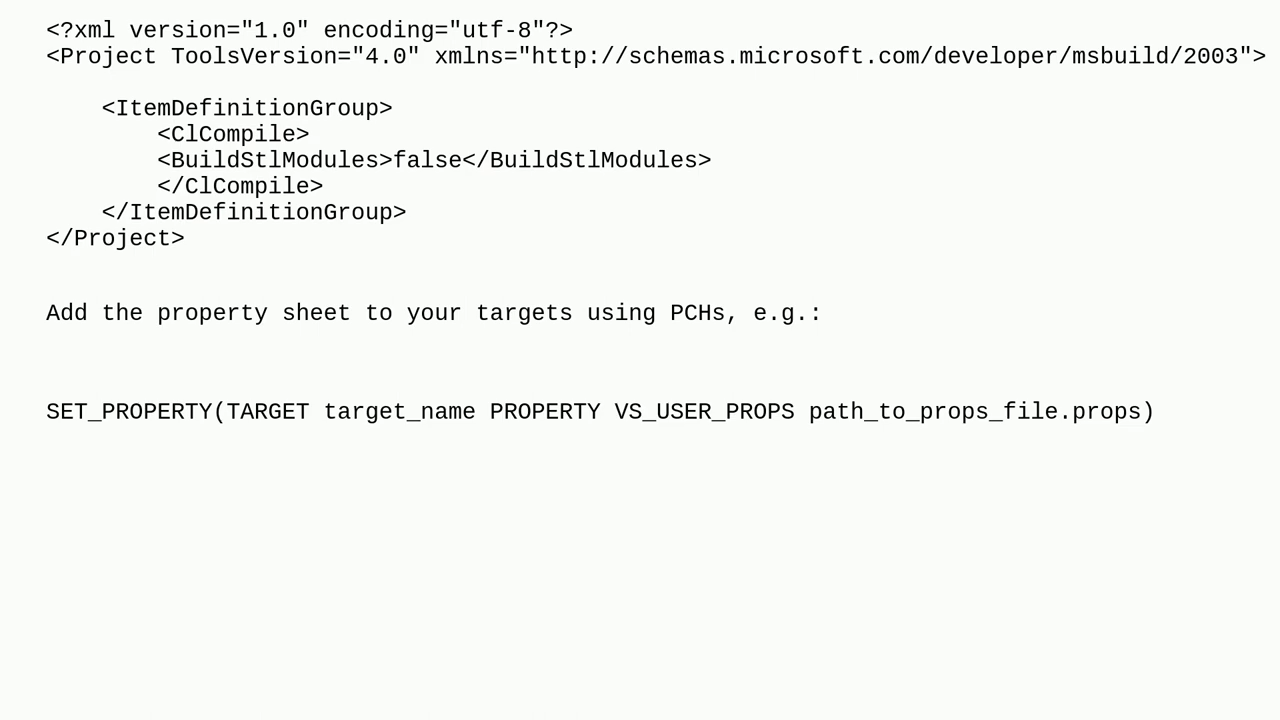 <?xml version="1.0" encoding="utf-8"?>
<Project ToolsVersion="4.0" xmlns="http://schemas.microsoft.com/developer/msbuild/2003">
<ItemDefinitionGroup>
<ClCompile>
<BuildStlModules>false</BuildStlModules>
</ClCompile>
</ItemDefinitionGroup>
</Project>
Add the property sheet to your targets using PCHs, e.g.:
SET_PROPERTY(TARGET target_name PROPERTY VS_USER_PROPS path_to_props_file.props)